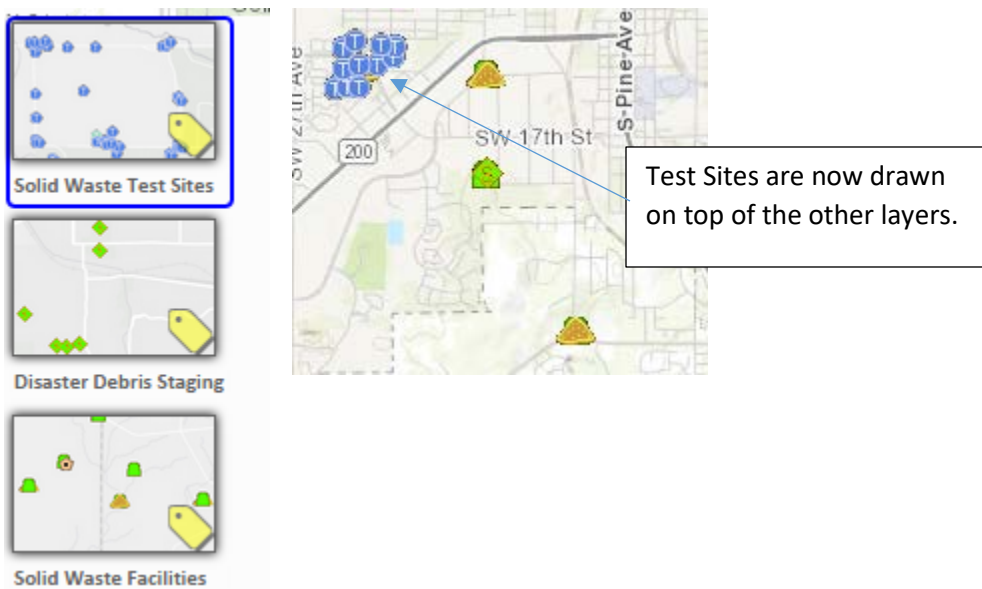 Solid Waste Test Sites
Disaster Debris Staging
Solid Waste Facilities
SW 27th Ave
200
SW 17th St
S-Pine-Ave
T T
T T T
T T T
Test Sites are now drawn
on top of the other layers.